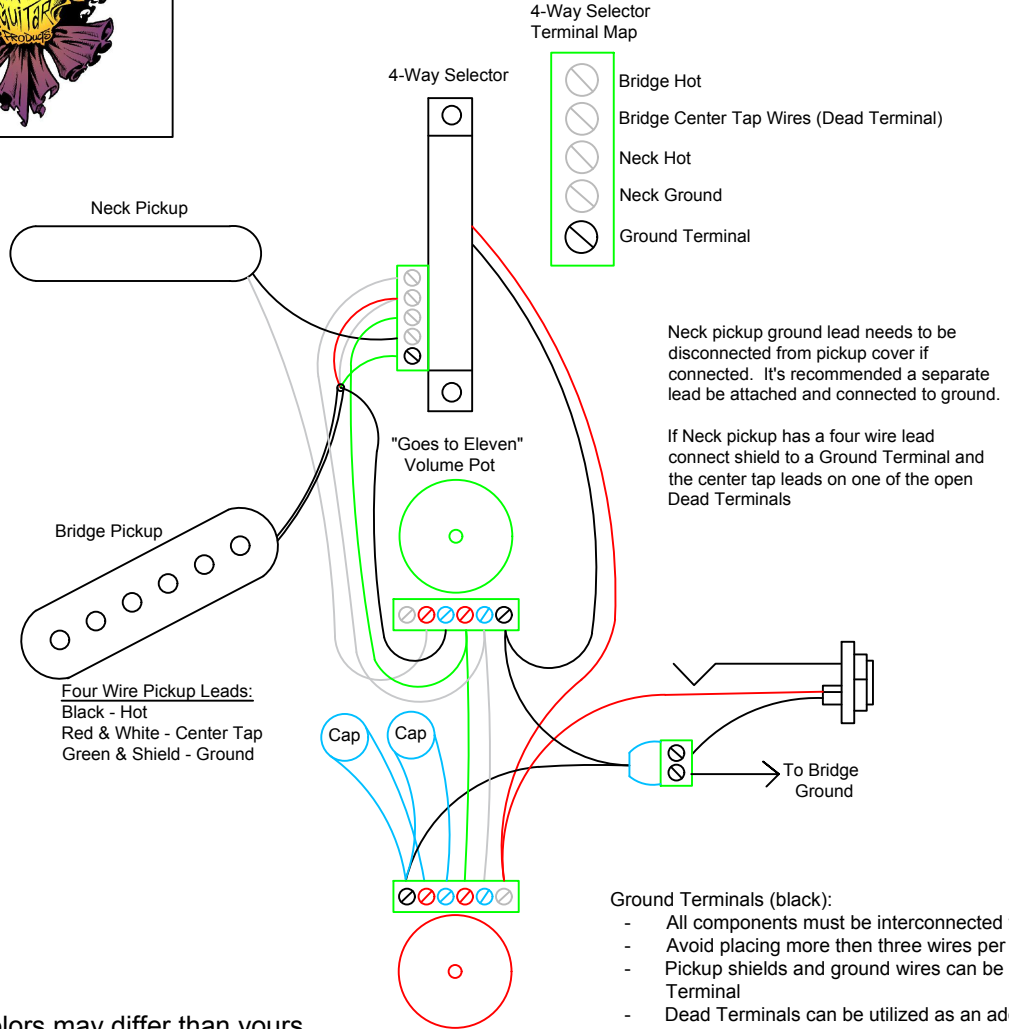 GUITAR
PRODUCTS
4-Way Selector
Terminal Map
4-Way Selector
Bridge Hot
Bridge Center Tap Wires (Dead Terminal)
Neck Hot
Neck Ground
Ground Terminal
Neck Pickup
Neck pickup ground lead needs to be
disconnected from pickup cover if
connected. It's recommended a separate
lead be attached and connected to ground.
If Neck pickup has a four wire lead
connect shield to a Ground Terminal and
the center tap leads on one of the open
Dead Terminals
"Goes to Eleven"
Volume Pot
Bridge Pickup
Four Wire Pickup Leads:
Black - Hot
Red & White - Center Tap
Green & Shield - Ground
Cap
Cap
To Bridge
Ground
Ground Terminals (black):
- All components must be interconnected
- Avoid placing more then three wires per
- Pickup shields and ground wires can be
Terminal
- Dead Terminals can be utilized as an
may differ than yours